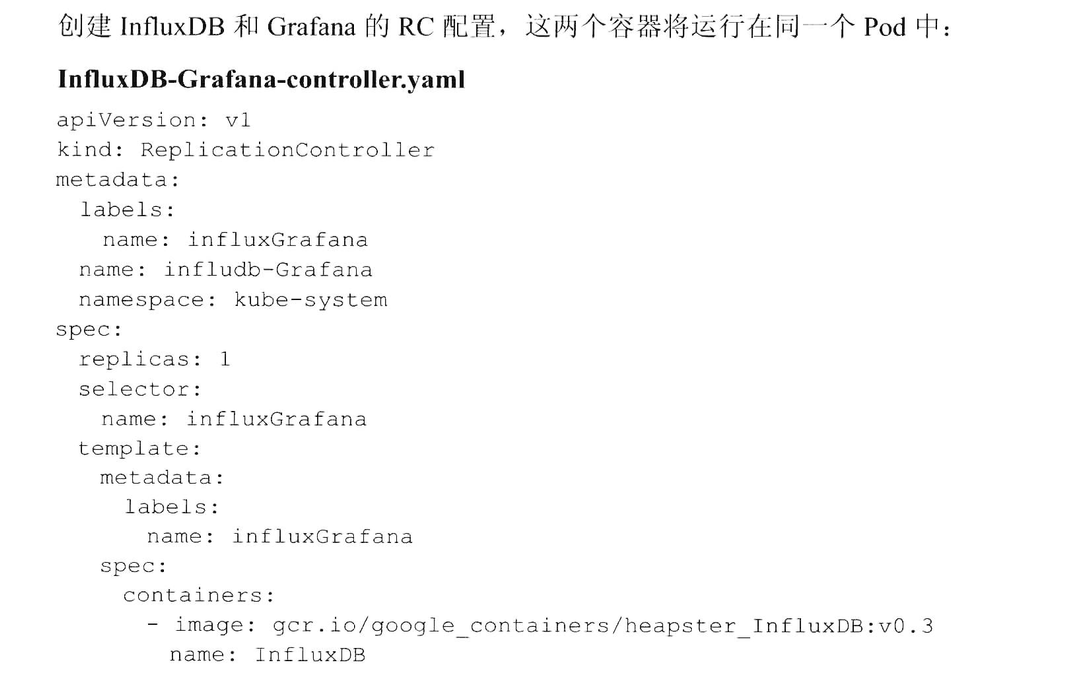 创建 InfluxDB 和 Grafana 的 RC 配置，这两个容器将运行在同一个 Pod 中：
InfluxDB-Grafana-controller.yaml
apiVersion: v1
kind: ReplicationController
metadata:
  labels:
    name: influxGrafana
  name: infludb-Grafana
  namespace: kube-system
spec:
  replicas: 1
  selector:
    name: influxGrafana
  template:
    metadata:
      labels:
        name: influxGrafana
    spec:
      containers:
        - image: gcr.io/google_containers/heapster_InfluxDB:v0.3
          name: InfluxDB